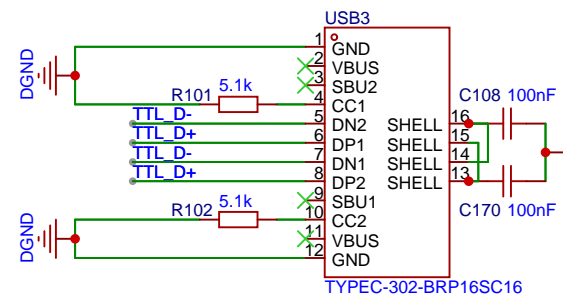 USB3
1 GND
2 VBUS
3 SBU2
R101 5.1k
4 CC1
TTL_D- 5 DN2
TTL_D+ 6 DP1
TTL_D- 7 DN1
TTL_D+ 8 DP2
9 SBU1
R102 5.1k
10 CC2
11 VBUS
12 GND
DGND
DGND
SHELL 16
SHELL 15
SHELL 14
SHELL 13
C108 100nF
C170 100nF
TYPEC-302-BRP16SC16